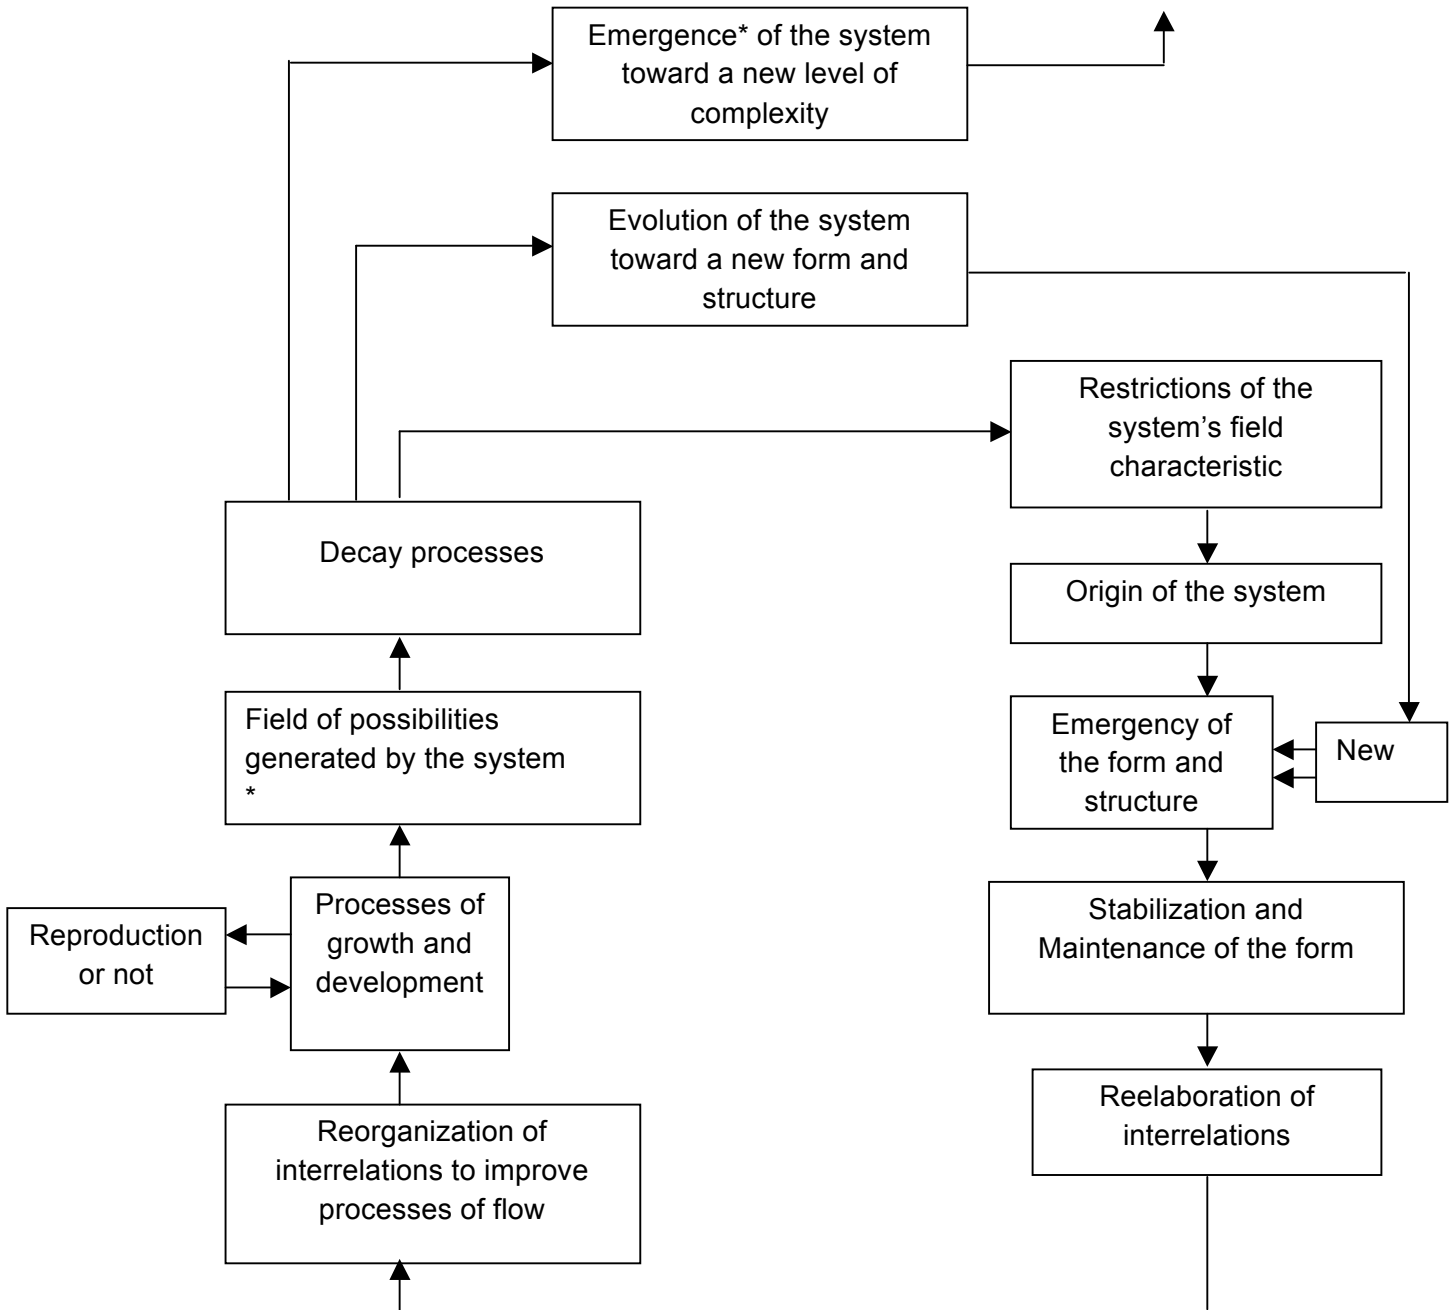 Emergence* of the system
toward a new level of
complexity
Evolution of the system
toward a new form and
structure
Restrictions of the
system’s field
characteristic
Decay processes
Origin of the system
Field of possibilities
generated by the system
*
Emergency of
the form and
structure
New
Processes of
growth and
development
Reproduction
or not
Stabilization and
Maintenance of the form
Reorganization of
interrelations to improve
processes of flow
Reelaboration of
interrelations